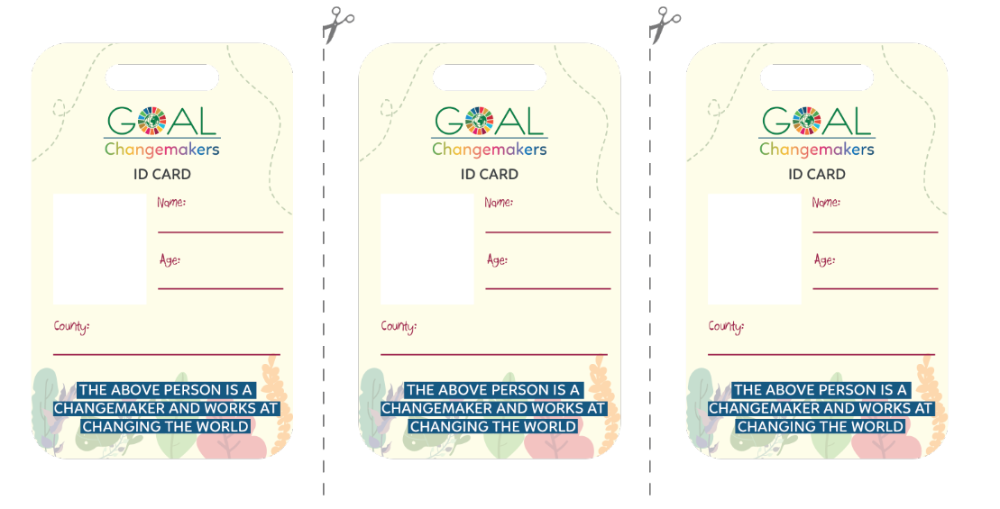 GOAL
Changemakers
ID CARD
Name:
Age:
County:
THE ABOVE PERSON IS A
CHANGEMAKER AND WORKS AT
CHANGING THE WORLD
GOAL
Changemakers
ID CARD
Name:
Age:
County:
THE ABOVE PERSON IS A
CHANGEMAKER AND WORKS AT
CHANGING THE WORLD
GOAL
Changemakers
ID CARD
Name:
Age:
County:
THE ABOVE PERSON IS A
CHANGEMAKER AND WORKS AT
CHANGING THE WORLD